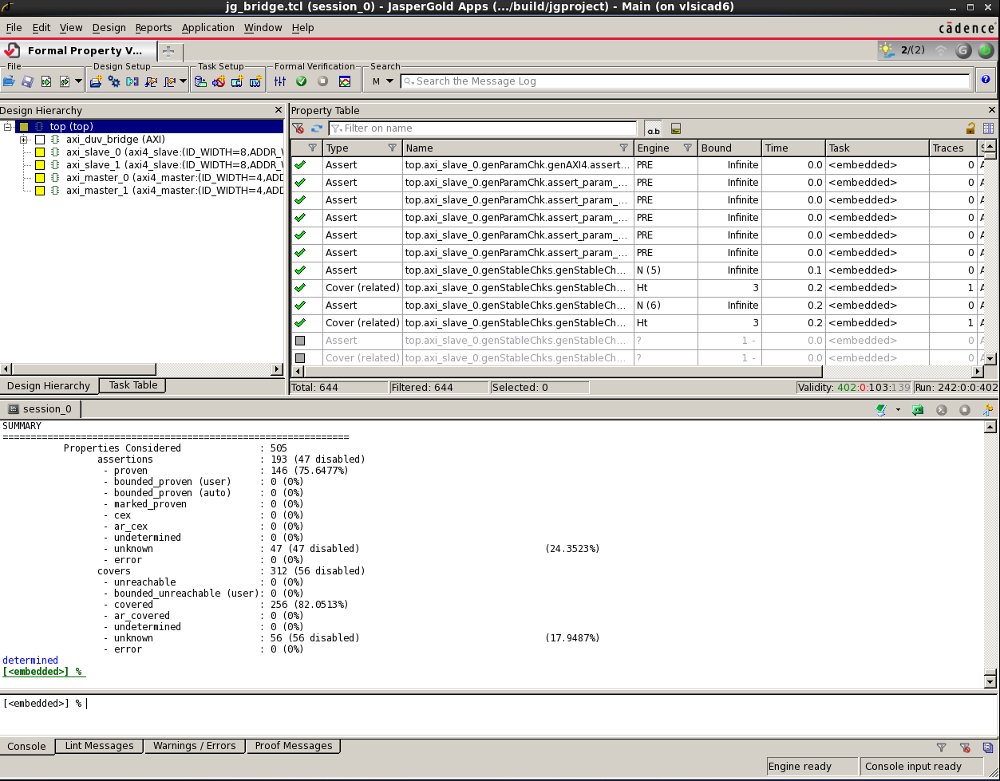 jg_bridge.tcl (session_0) - JasperGold Apps (.../build/jgproject) - Main (on vlsicad6)
File Edit View Design Reports Application Window Help
cādence
Formal Property V...
2/(2)
File Design Setup Task Setup Formal Verification Search
M Search the Message Log
Design Hierarchy
top (top)
axi_duv_bridge (AXI)
axi_slave_0 (axi4_slave:(ID_WIDTH=8,ADDR_
axi_slave_1 (axi4_slave:(ID_WIDTH=8,ADDR_
axi_master_0 (axi4_master:(ID_WIDTH=4,ADD
axi_master_1 (axi4_master:(ID_WIDTH=4,ADD
Design Hierarchy Task Table
Property Table
Filter on name
a.b
Type Name Engine Bound Time Task Traces
Assert top.axi_slave_0.genParamChk.genAXI4.assert... PRE Infinite 0.0 <embedded> 0
Assert top.axi_slave_0.genParamChk.assert_param_... PRE Infinite 0.0 <embedded> 0
Assert top.axi_slave_0.genParamChk.assert_param_... PRE Infinite 0.0 <embedded> 0
Assert top.axi_slave_0.genParamChk.assert_param_... PRE Infinite 0.0 <embedded> 0
Assert top.axi_slave_0.genParamChk.assert_param_... PRE Infinite 0.0 <embedded> 0
Assert top.axi_slave_0.genParamChk.assert_param_... PRE Infinite 0.0 <embedded> 0
Assert top.axi_slave_0.genStableChks.genStableCh... N (5) Infinite 0.1 <embedded> 0
Cover (related) top.axi_slave_0.genStableChks.genStableCh... Ht 3 0.2 <embedded> 1
Assert top.axi_slave_0.genStableChks.genStableCh... N (6) Infinite 0.2 <embedded> 0
Cover (related) top.axi_slave_0.genStableChks.genStableCh... Ht 3 0.2 <embedded> 1
Assert top.axi_slave_0.genStableChks.genStableCh... ? 1 - 0.0 <embedded> 0
Cover (related) top.axi_slave_0.genStableChks.genStableCh... ? 1 - 0.0 <embedded> 0
Total: 644 Filtered: 644 Selected: 0 Validity: 402:0:103:139 Run: 242:0:0:402
session_0
SUMMARY
==============================================================
Properties Considered : 505
assertions : 193 (47 disabled)
- proven : 146 (75.6477%)
- bounded_proven (user) : 0 (0%)
- bounded_proven (auto) : 0 (0%)
- marked_proven : 0 (0%)
- cex : 0 (0%)
- ar_cex : 0 (0%)
- undetermined : 0 (0%)
- unknown : 47 (47 disabled) (24.3523%)
- error : 0 (0%)
covers : 312 (56 disabled)
- unreachable : 0 (0%)
- bounded_unreachable (user): 0 (0%)
- covered : 256 (82.0513%)
- ar_covered : 0 (0%)
- undetermined : 0 (0%)
- unknown : 56 (56 disabled) (17.9487%)
- error : 0 (0%)
determined
[<embedded>] %
[<embedded>] %
Console Lint Messages Warnings / Errors Proof Messages
Engine ready Console input ready